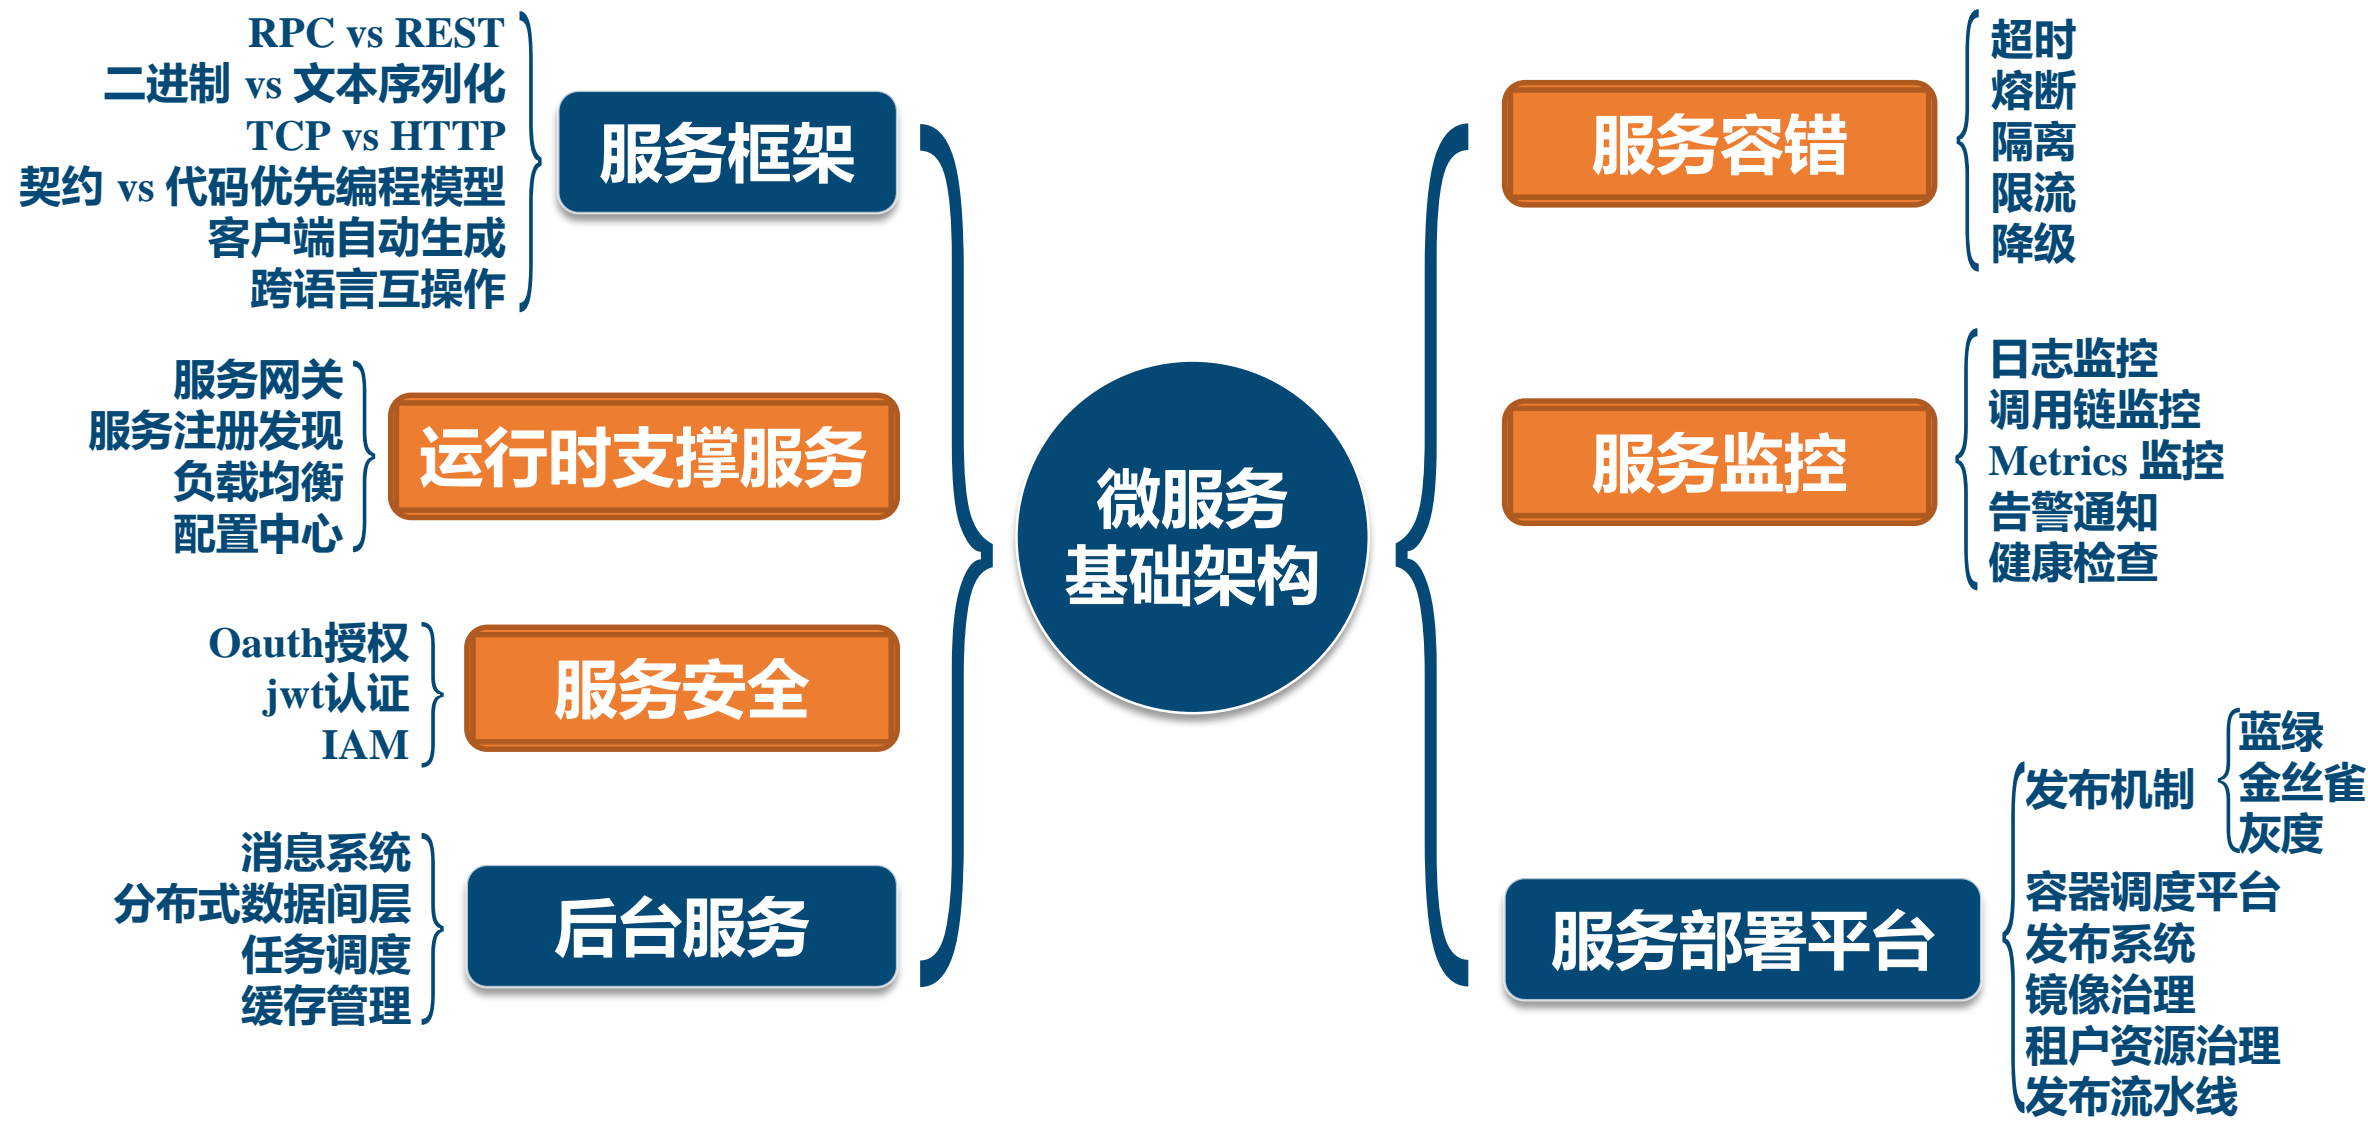 RPC vs REST
二进制 vs 文本序列化
TCP vs HTTP
契约 vs 代码优先编程模型
客户端自动生成
跨语言互操作
服务框架
服务网关
服务注册发现
负载均衡
配置中心
运行时支撑服务
Oauth授权
jwt认证
IAM
服务安全
消息系统
分布式数据间层
任务调度
缓存管理
后台服务
微服务
基础架构
服务容错
超时
熔断
隔离
限流
降级
服务监控
日志监控
调用链监控
Metrics 监控
告警通知
健康检查
服务部署平台
发布机制
蓝绿
金丝雀
灰度
容器调度平台
发布系统
镜像治理
租户资源治理
发布流水线